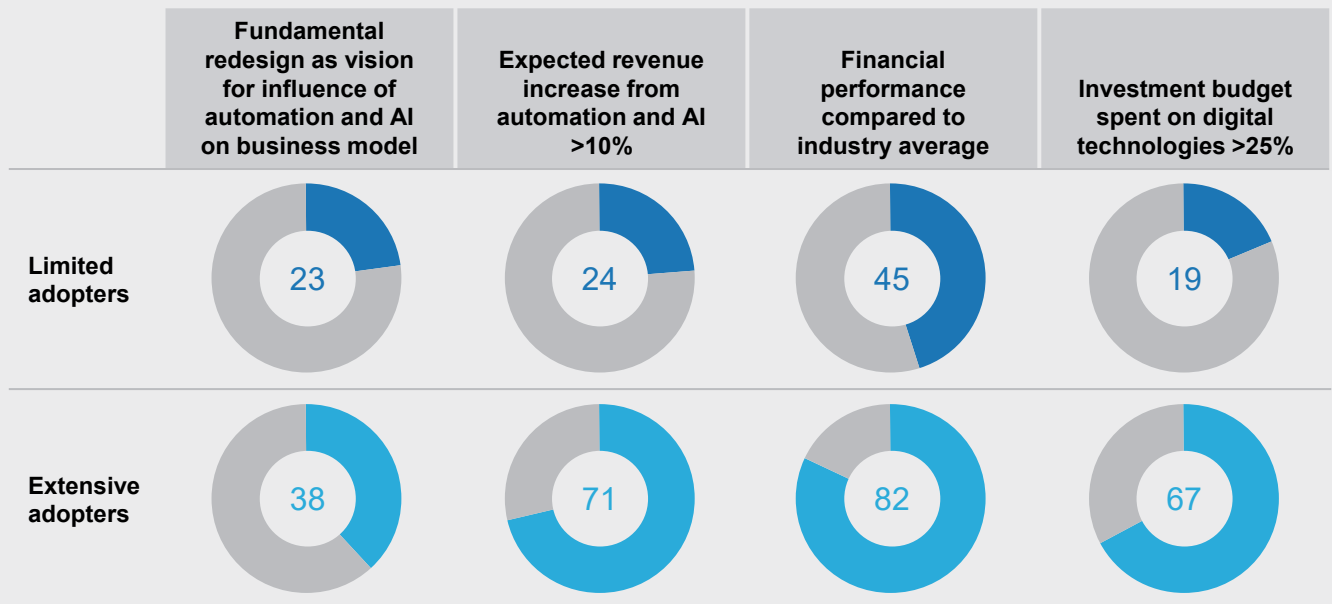 Fundamental
redesign as vision
for influence of
automation and AI
on business model
Expected revenue
increase from
automation and AI
>10%
Financial
performance
compared to
industry average
Investment budget
spent on digital
technologies >25%
Limited
adopters
23
24
45
19
Extensive
adopters
38
71
82
67